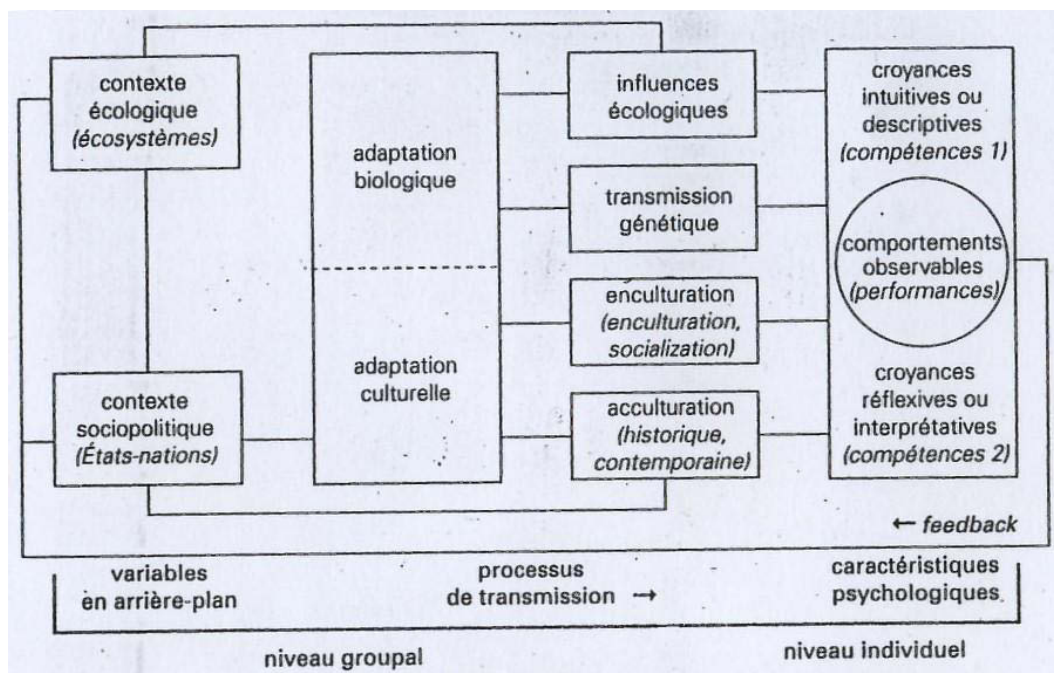 contexte
écologique
(écosystèmes)
adaptation
biologique
influences
écologiques
croyances
intuitives ou
descriptives
(compétences 1)
transmission
génétique
comportements
observables
(performances)
enculturation
(enculturation,
socialization)
contexte
sociopolitique
(États-nations)
adaptation
culturelle
acculturation
(historique,
contemporaine)
croyances
réflexives ou
interprétatives
(compétences 2)
← feedback
variables
en arrière-plan
processus
de transmission →
caractéristiques
psychologiques
niveau groupal
niveau individuel